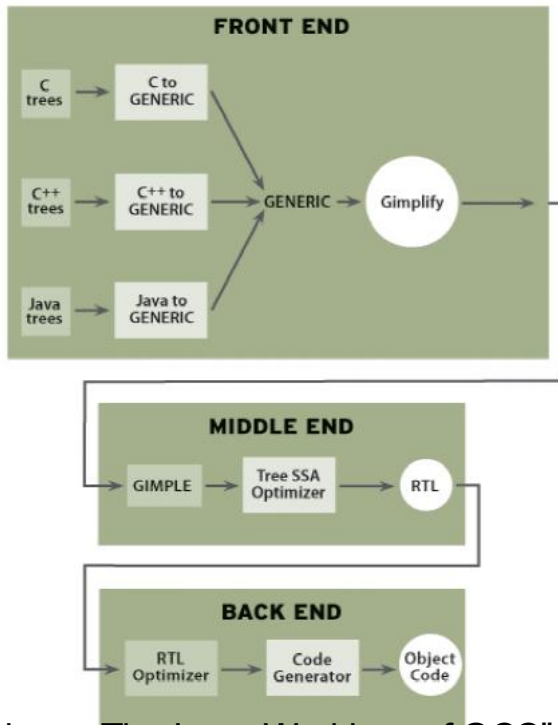 FRONT END
C
trees
C to
GENERIC
C++
trees
C++ to
GENERIC
GENERIC
Gimplify
Java
trees
Java to
GENERIC
MIDDLE END
GIMPLE
Tree SSA
Optimizer
RTL
BACK END
RTL
Optimizer
Code
Generator
Object
Code